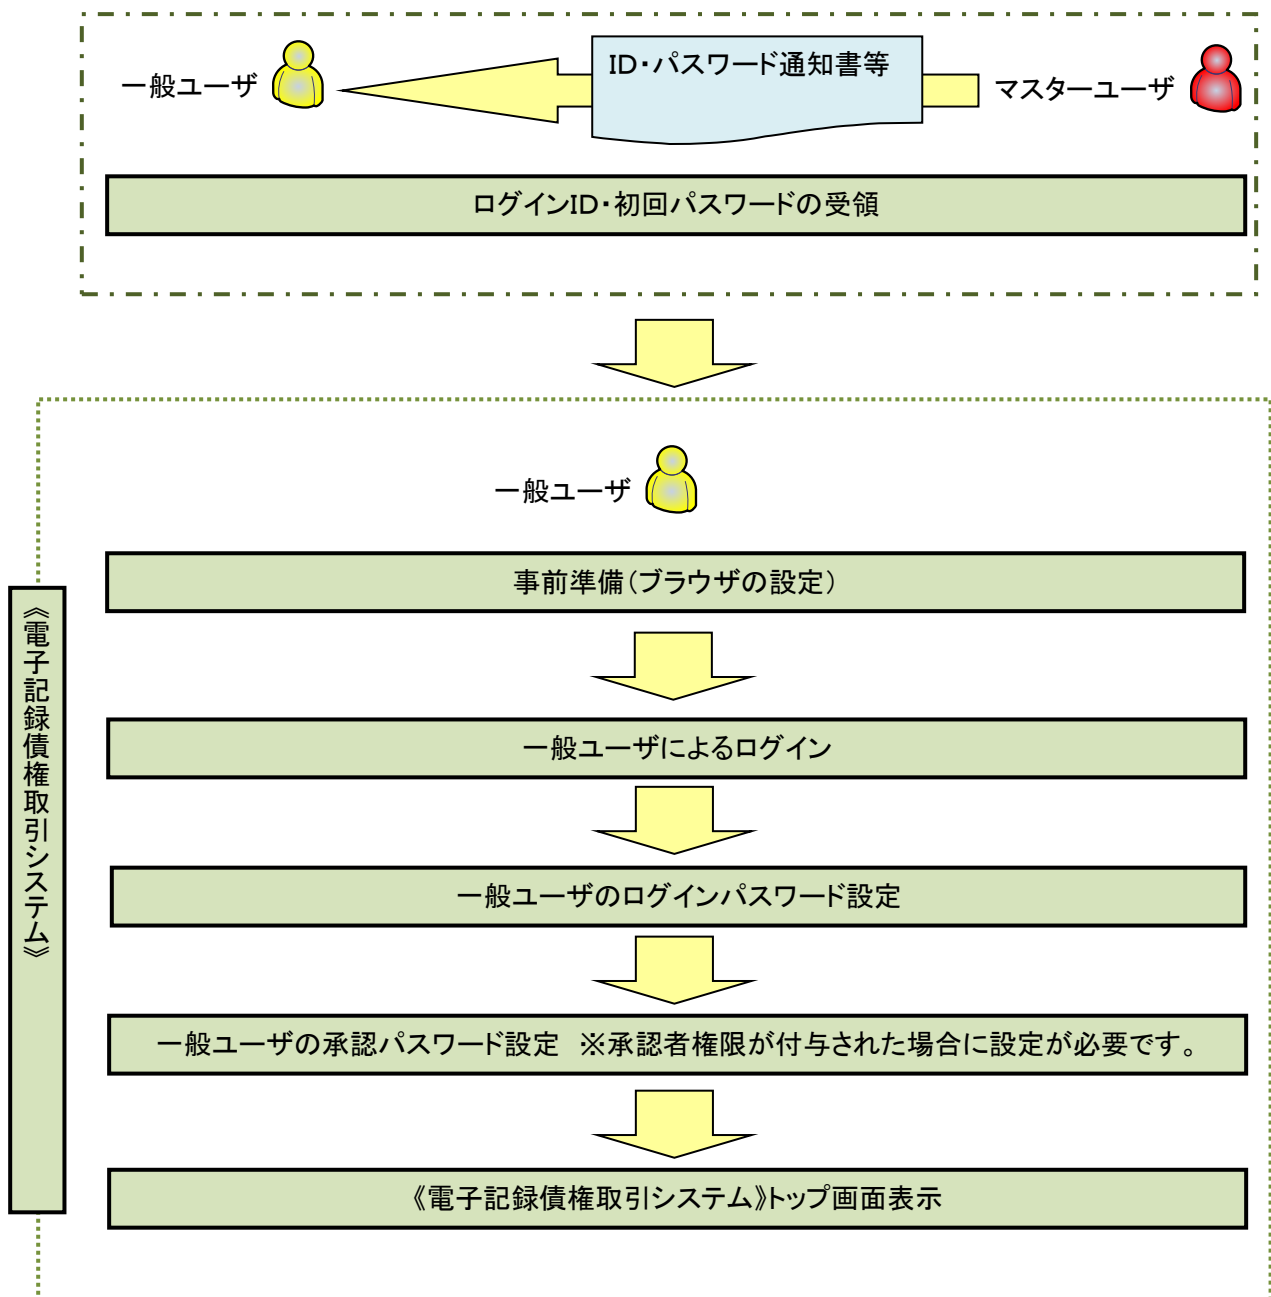 一般ユーザ
ID・パスワード通知書等
マスターユーザ
ログインID・初回パスワードの受領
一般ユーザ
事前準備(ブラウザの設定)
《電子記録債権取引システム》
一般ユーザによるログイン
一般ユーザのログインパスワード設定
一般ユーザの承認パスワード設定 ※承認者権限が付与された場合に設定が必要です。
《電子記録債権取引システム》トップ画面表示